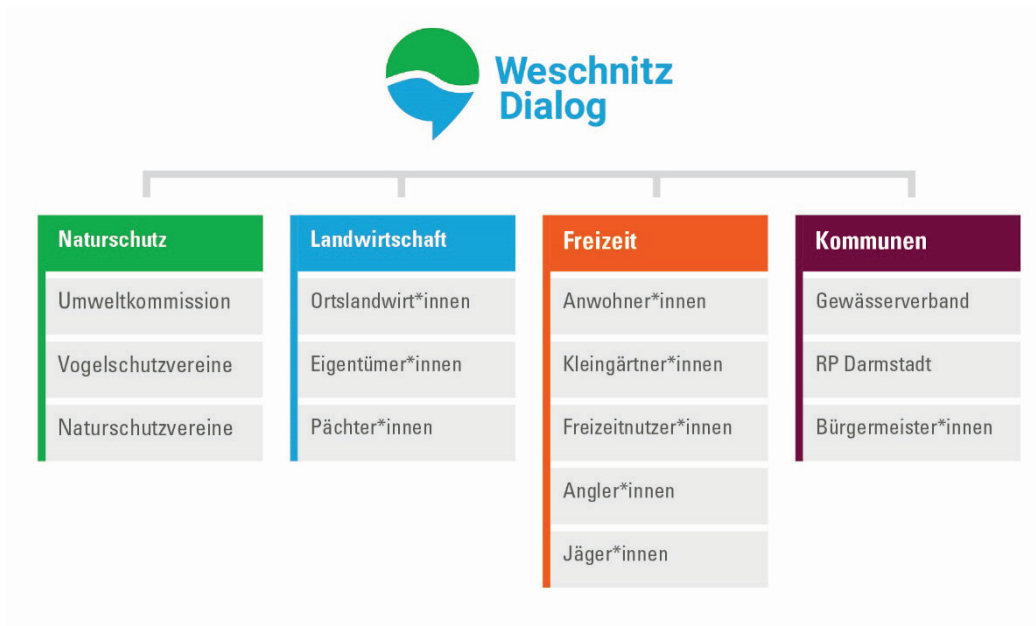 Weschnitz
Dialog
Naturschutz
Umweltkommission
Vogelschutzvereine
Naturschutzvereine
Landwirtschaft
Ortslandwirt*innen
Eigentümer*innen
Pächter*innen
Freizeit
Anwohner*innen
Kleingärtner*innen
Freizeitnutzer*innen
Angler*innen
Jäger*innen
Kommunen
Gewässerverband
RP Darmstadt
Bürgermeister*innen